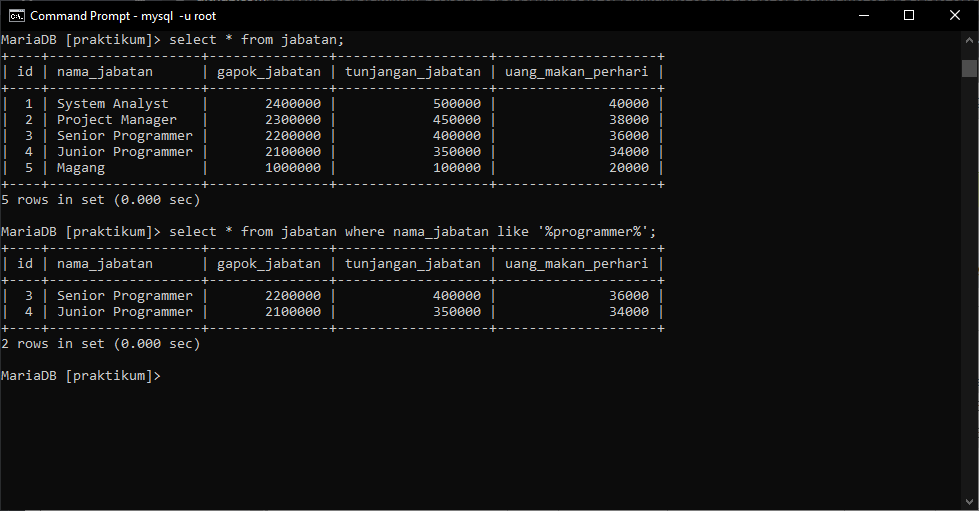 Command Prompt - mysql  -u root
MariaDB [praktikum]> select * from jabatan;
+----+-------------------+---------------+-------------------+--------------------+
| id | nama_jabatan      | gapok_jabatan | tunjangan_jabatan | uang_makan_perhari |
+----+-------------------+---------------+-------------------+--------------------+
|  1 | System Analyst    |       2400000 |            500000 |              40000 |
|  2 | Project Manager   |       2300000 |            450000 |              38000 |
|  3 | Senior Programmer |       2200000 |            400000 |              36000 |
|  4 | Junior Programmer |       2100000 |            350000 |              34000 |
|  5 | Magang            |       1000000 |            100000 |              20000 |
+----+-------------------+---------------+-------------------+--------------------+
5 rows in set (0.000 sec)
MariaDB [praktikum]> select * from jabatan where nama_jabatan like '%programmer%';
+----+-------------------+---------------+-------------------+--------------------+
| id | nama_jabatan      | gapok_jabatan | tunjangan_jabatan | uang_makan_perhari |
+----+-------------------+---------------+-------------------+--------------------+
|  3 | Senior Programmer |       2200000 |            400000 |              36000 |
|  4 | Junior Programmer |       2100000 |            350000 |              34000 |
+----+-------------------+---------------+-------------------+--------------------+
2 rows in set (0.000 sec)
MariaDB [praktikum]>